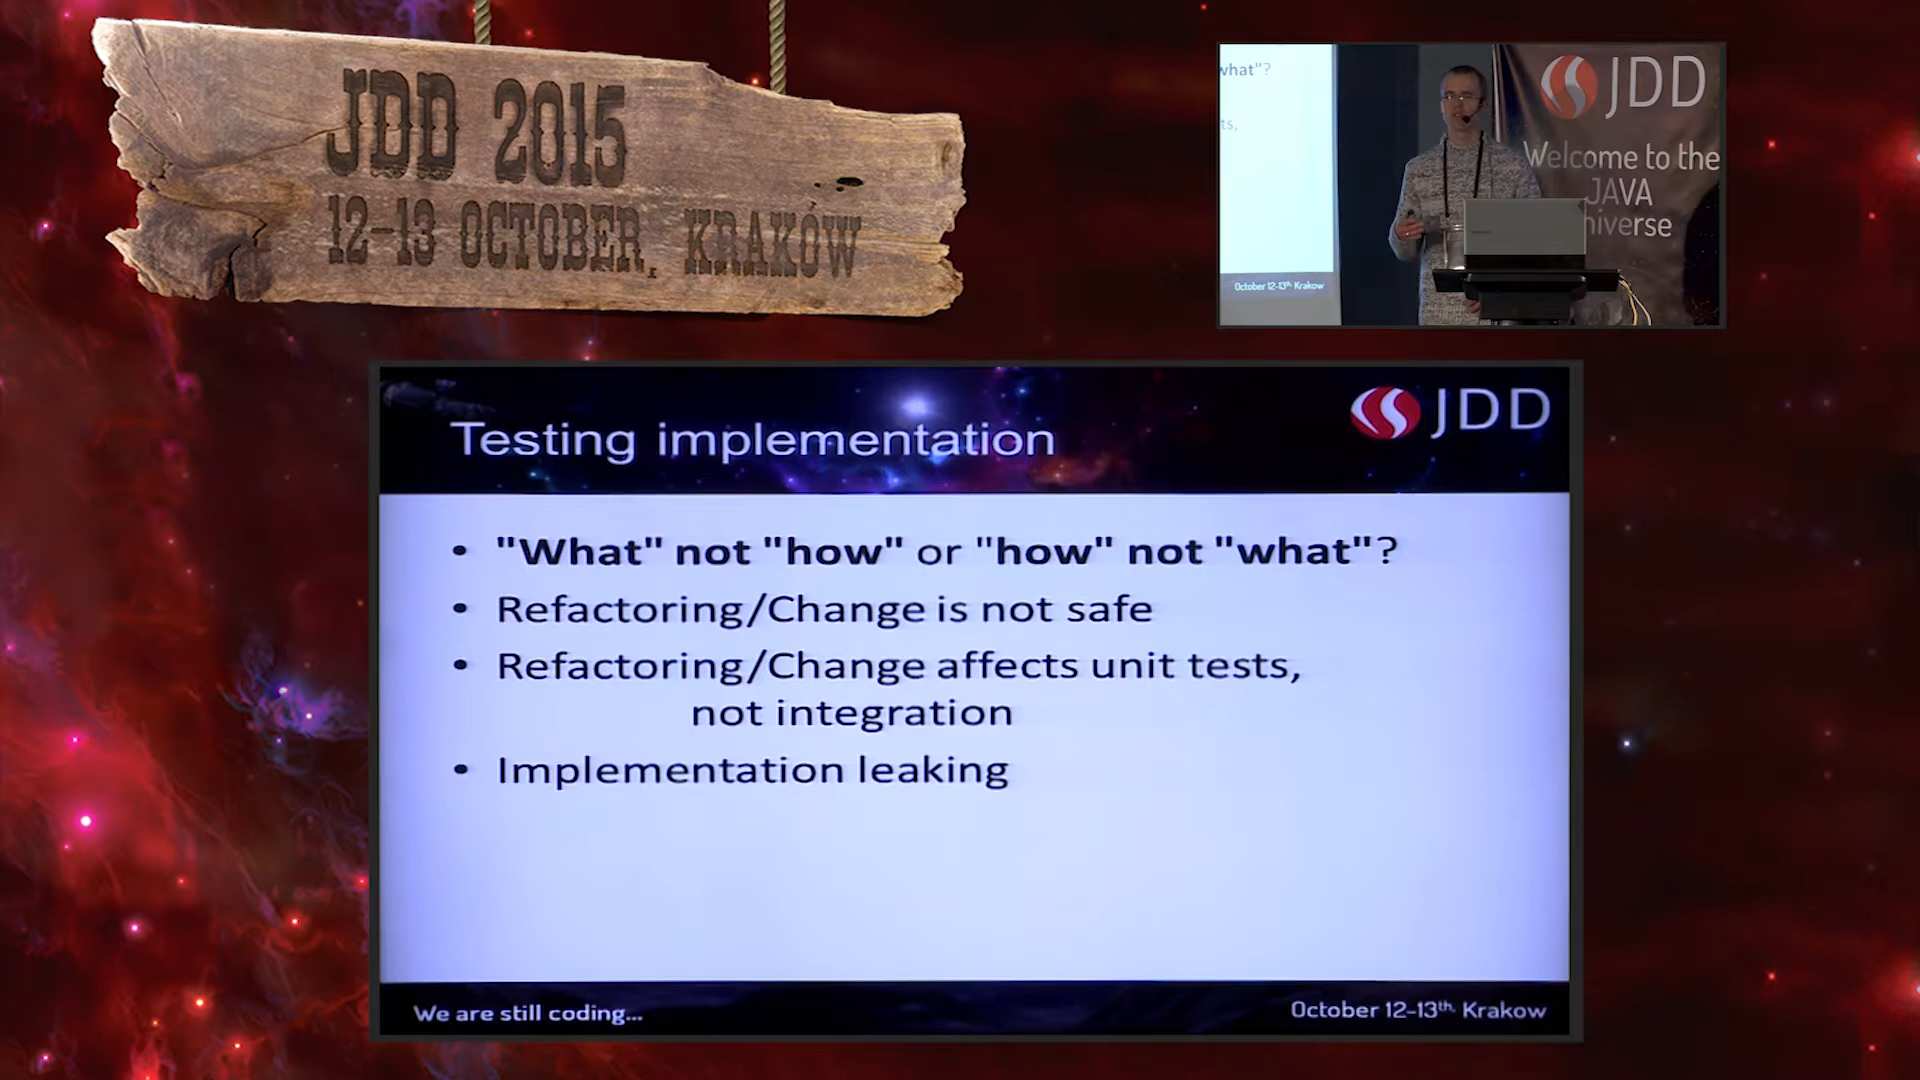 JDD 2015
12-13 OCTOBER, KRAKÓW
what"?
ts,
October 12-13th, Krakow
JDD
Welcome to the
JAVA
niverse
Testing implementation
JDD
• "What" not "how" or "how" not "what"?
• Refactoring/Change is not safe
• Refactoring/Change affects unit tests,
not integration
• Implementation leaking
We are still coding...
October 12-13th, Krakow